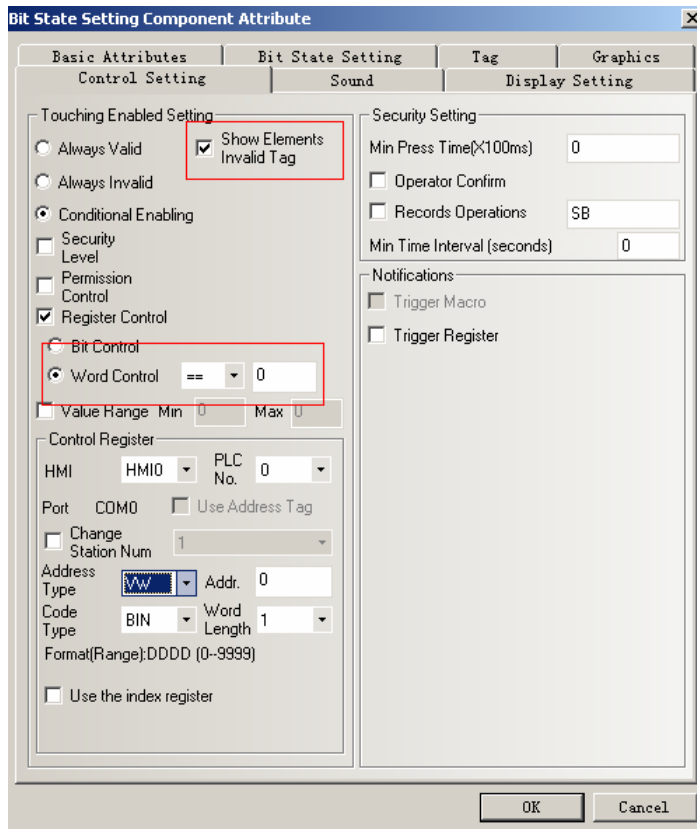 Bit State Setting Component Attribute
Basic Attributes Bit State Setting Tag Graphics
Control Setting Sound Display Setting
Touching Enabled Setting
Always Valid
Show Elements
Invalid Tag
Always Invalid
Conditional Enabling
Security
Level
Permission
Control
Register Control
Bit Control
Word Control == 0
Value Range Min 0 Max 0
Control Register
HMI HMI0 PLC
No. 0
Port COM0 Use Address Tag
Change
Station Num 1
Address
Type VW Addr. 0
Code
Type BIN Word
Length 1
Format(Range):DDDD (0--9999)
Use the index register
Security Setting
Min Press Time(X100ms) 0
Operator Confirm
Records Operations SB
Min Time Interval (seconds) 0
Notifications
Trigger Macro
Trigger Register
OK Cancel